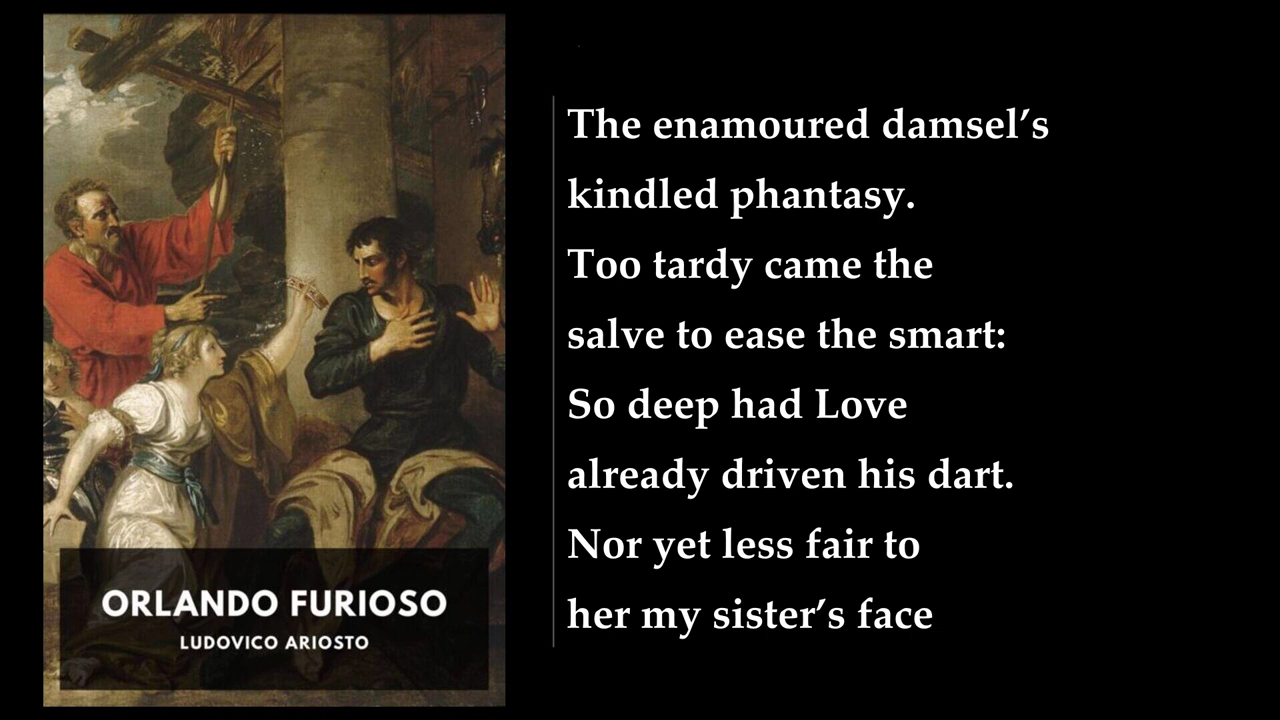 ORLANDO FURIOSO
LUDOVICO ARIOSTO
The enamoured damsel’s
kindled phantasy.
Too tardy came the
salve to ease the smart:
So deep had Love
already driven his dart.
Nor yet less fair to
her my sister’s face